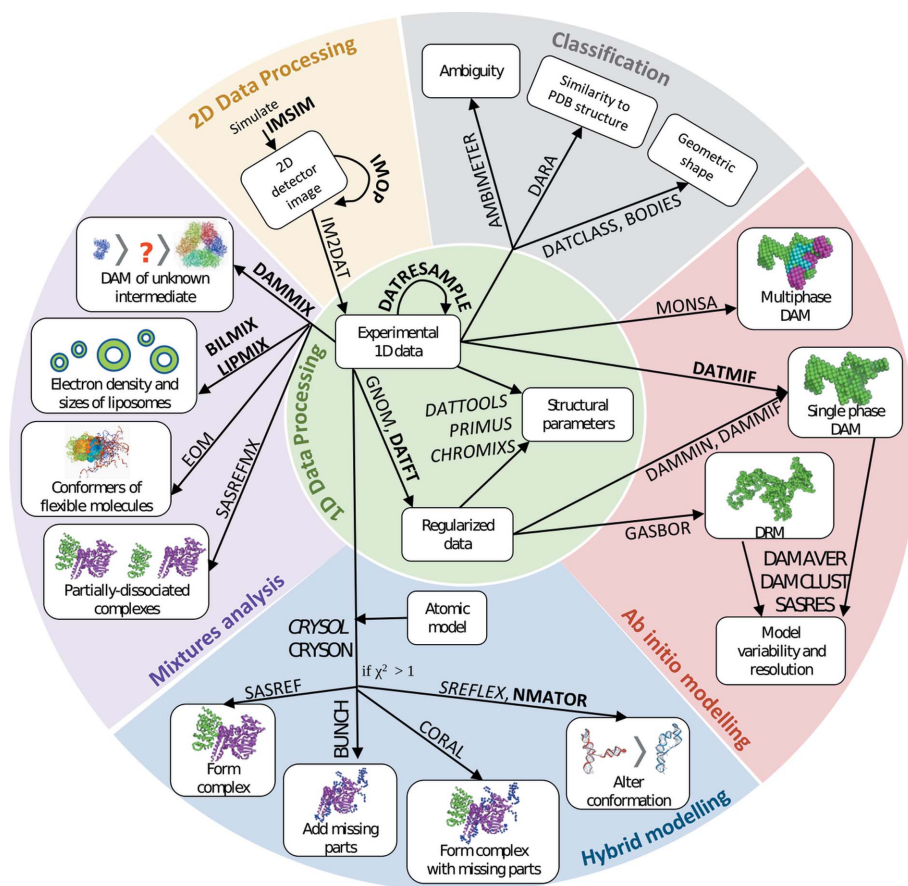 2D Data Processing
Simulate
IMSIM
2D
detector
image
IMOP
IM2DAT
Classification
Ambiguity
Similarity to
PDB structure
Geometric
shape
AMBIMETER
DARA
DATCLASS, BODIES
1D Data Processing
DATRESAMPLE
Experimental
1D data
GNOM, DATFT
DATTOOLS
PRIMUS
CHROMIXS
Structural
parameters
Regularized
data
Mixtures analysis
?
DAM of unknown
intermediate
DAMMIX
BILMIX
LIPMIX
Electron density and
sizes of liposomes
EOM
Conformers
of flexible molecules
SASREFMX
Partially-dissociated
complexes
Ab initio modelling
MONSA
Multiphase
DAM
DATMIF
Single phase
DAM
DAMMIN, DAMMIF
GASBOR
DRM
DAMAVER
DAMCLUST
SASRES
Model
variability and
resolution
Hybrid modelling
Atomic
model
CRYSOL
CRYSON
if χ² > 1
SASREF
Form
complex
BUNCH
Add missing
parts
CORAL
Form complex
with missing parts
SREFLEX, NMATOR
Alter
conformation